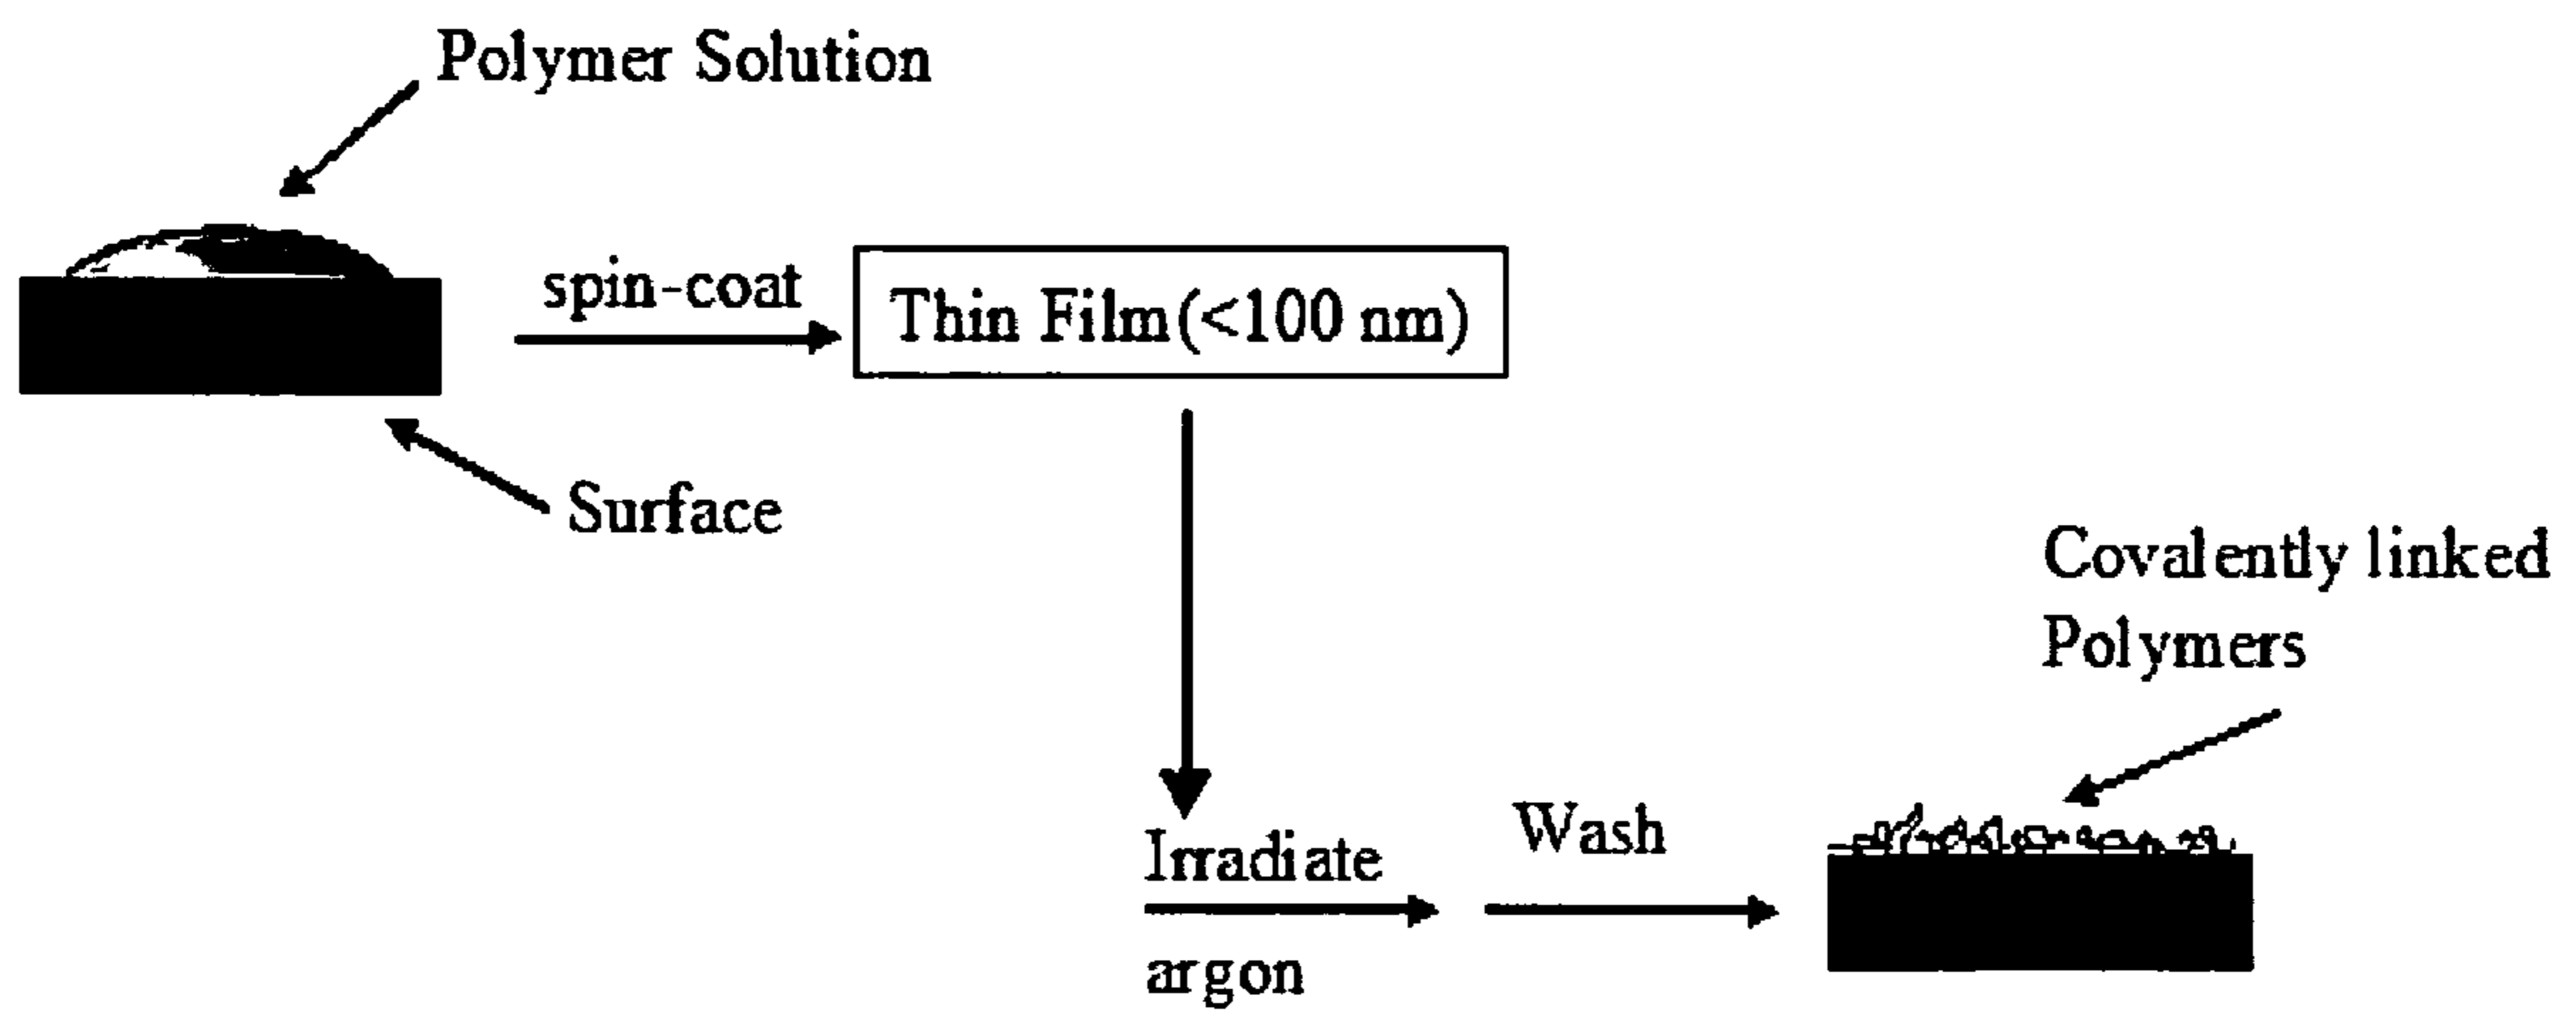 Polymer Solution
spin-coat
Thin Film(<100 nm)
Surface
Covalently linked
Polymers
Irradiate
argon
Wash